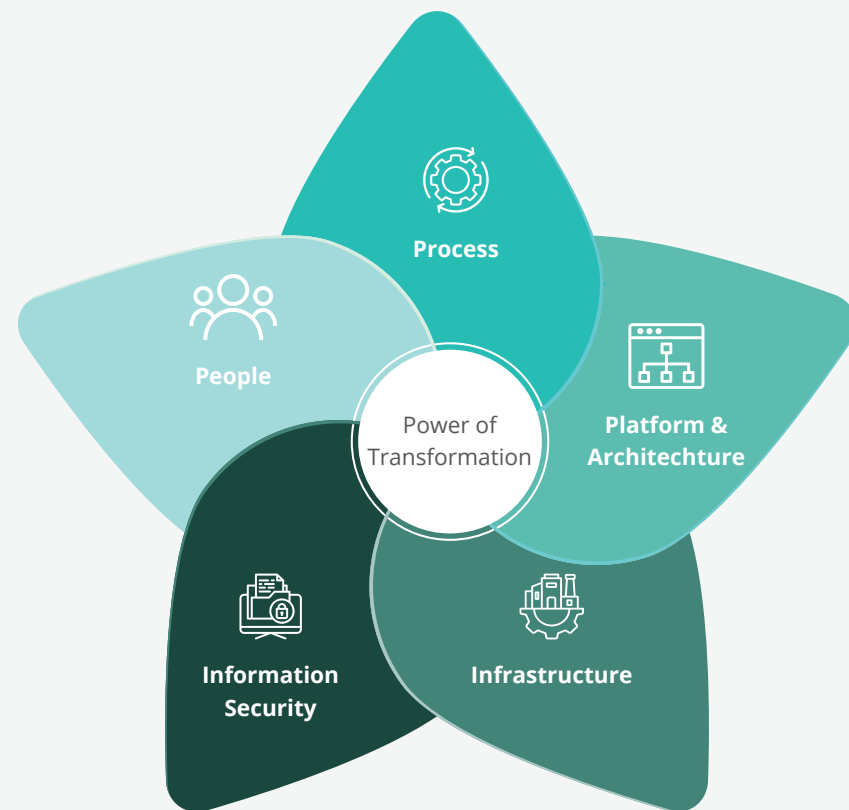 Process
People
Power of
Transformation
Platform &
Architechture
Information
Security
Infrastructure